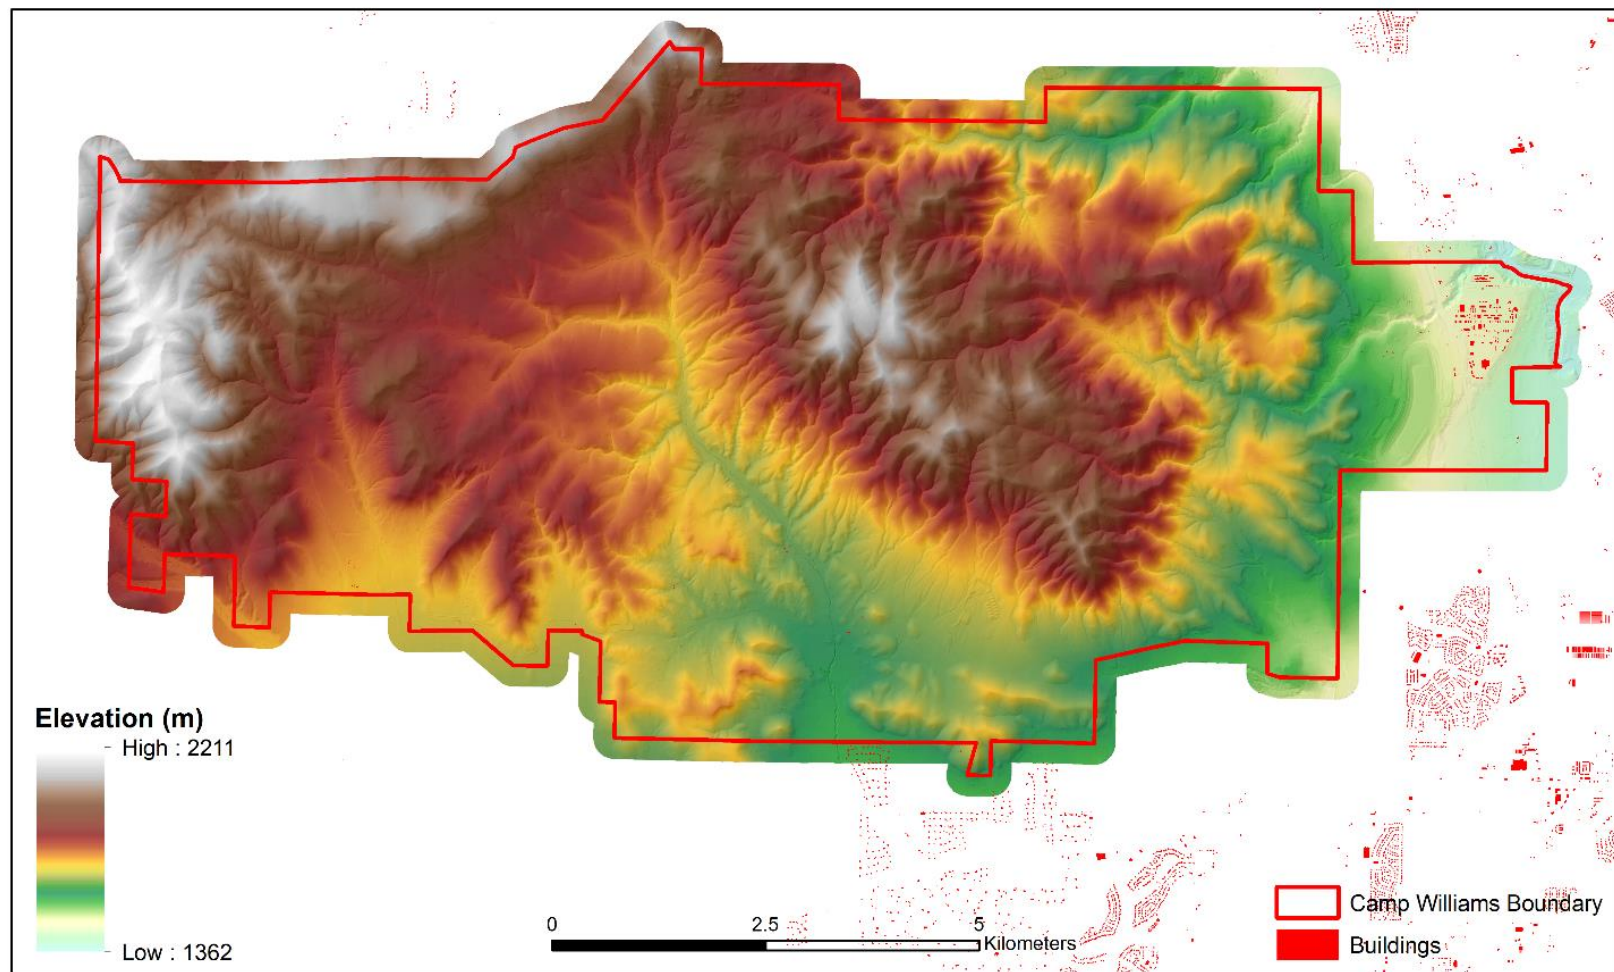 Elevation (m)
High : 2211
Low : 1362
0 2.5 5
Kilometers
Camp Williams Boundary
Buildings